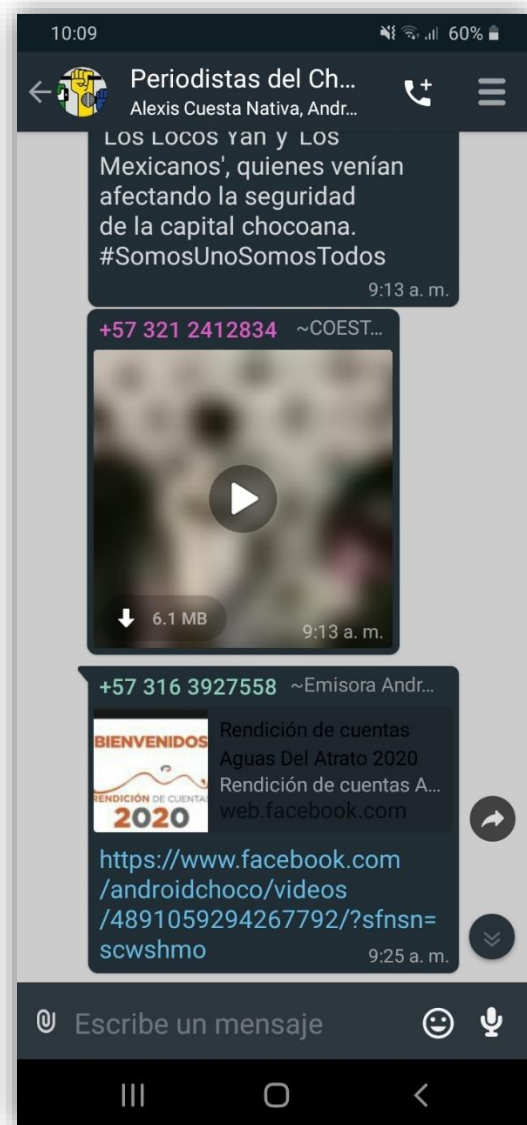 10:09
60%
Periodistas del Ch...
Alexis Cuesta Nativa, Andr...
'Los Locos Yan' y 'Los
Mexicanos', quienes venían
afectando la seguridad
de la capital chocoana.
#SomosUnoSomosTodos
9:13 a. m.
+57 321 2412834 ~COEST...
6.1 MB
9:13 a. m.
+57 316 3927558 ~Emisora Andr...
BIENVENIDOS
RENDICIÓN DE CUENTAS
2020
Rendición de cuentas
Aguas Del Atrato 2020
Rendición de cuentas A...
web.facebook.com
https://www.facebook.com
/androidchoco/videos
/4891059294267792/?sfnsn=
scwshmo
9:25 a. m.
Escribe un mensaje